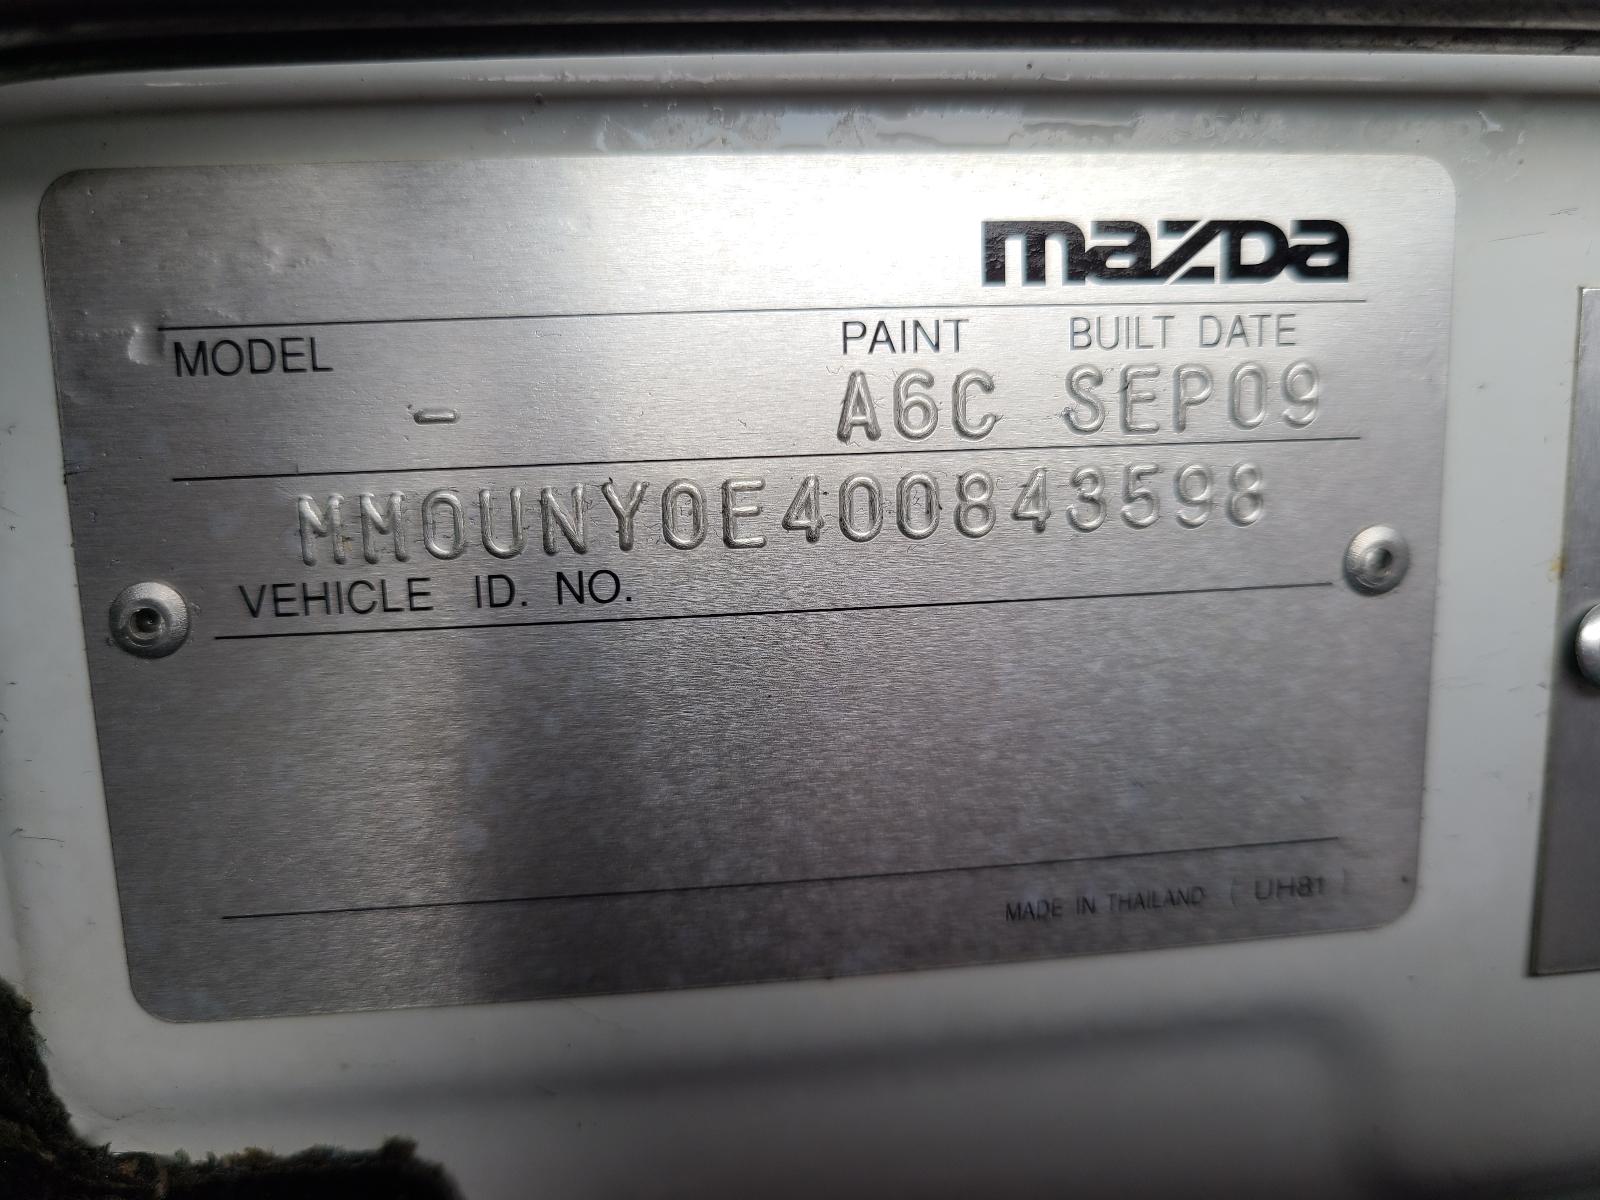 mazda
MODEL PAINT BUILT DATE
- A6C SEP09
MM0UNY0E400843598
VEHICLE ID. NO.
MADE IN THAILAND ( UH81 )